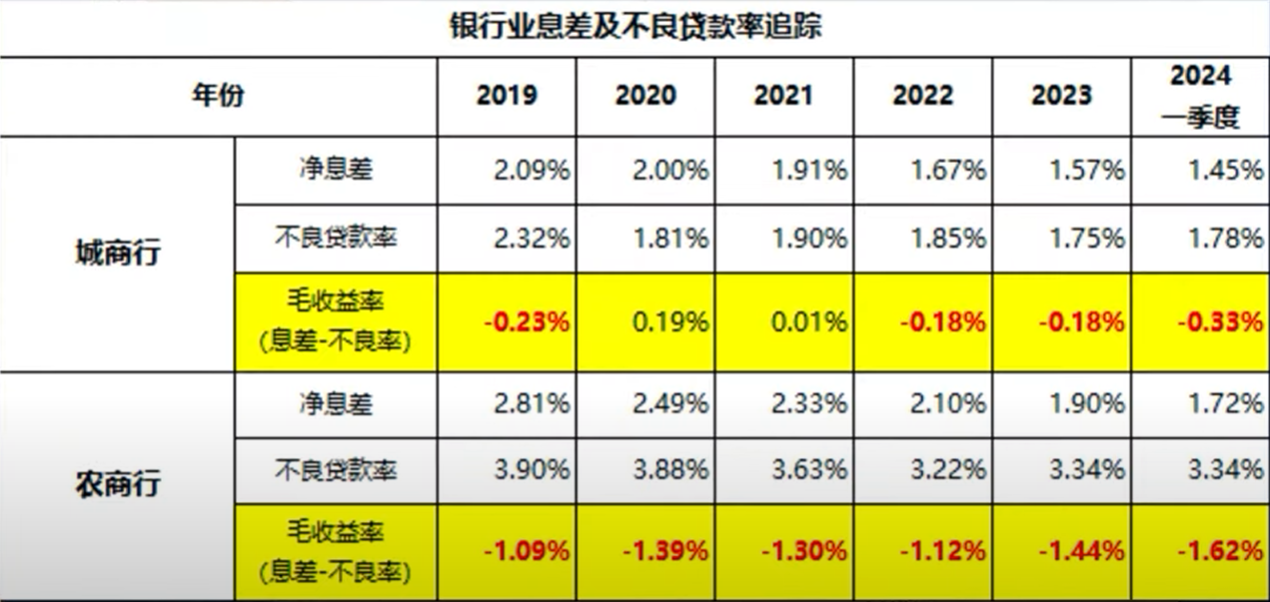 银行业息差及不良贷款率追踪
年份 2019 2020 2021 2022 2023 2024
一季度
城商行
净息差 2.09% 2.00% 1.91% 1.67% 1.57% 1.45%
不良贷款率 2.32% 1.81% 1.90% 1.85% 1.75% 1.78%
毛收益率
(息差-不良率) -0.23% 0.19% 0.01% -0.18% -0.18% -0.33%
农商行
净息差 2.81% 2.49% 2.33% 2.10% 1.90% 1.72%
不良贷款率 3.90% 3.88% 3.63% 3.22% 3.34% 3.34%
毛收益率
(息差-不良率) -1.09% -1.39% -1.30% -1.12% -1.44% -1.62%